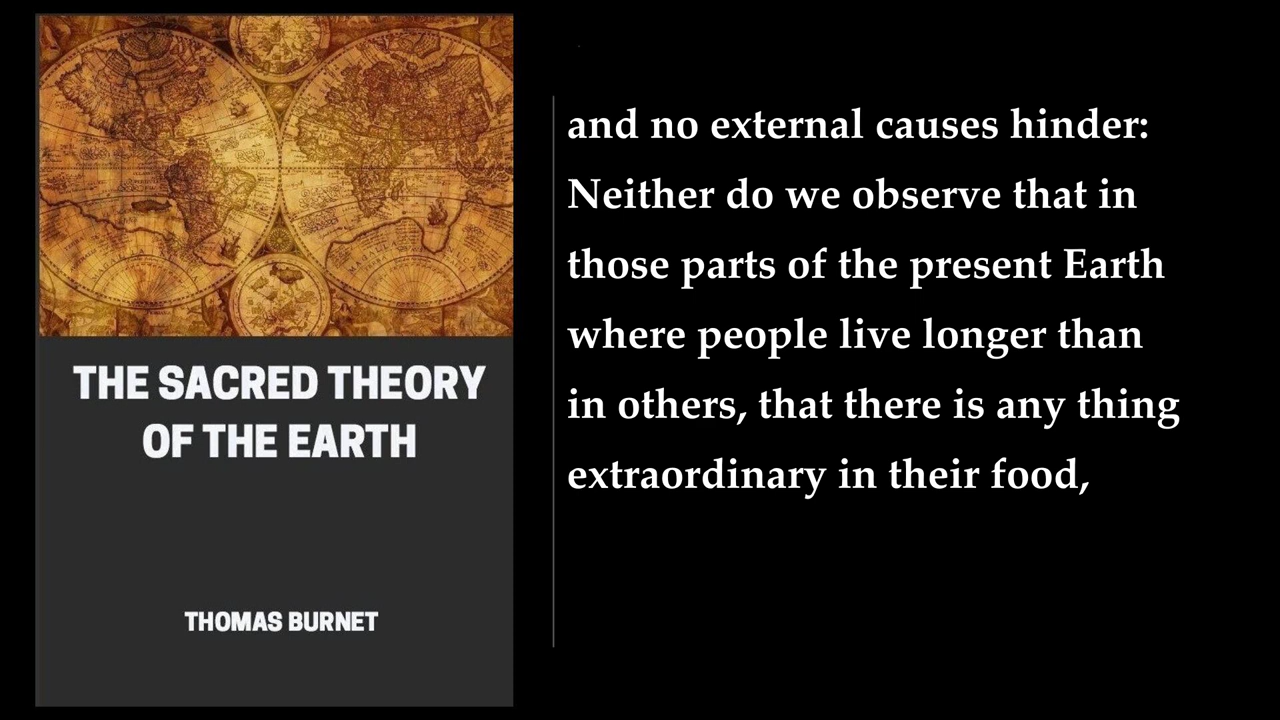 THE SACRED THEORY
OF THE EARTH
THOMAS BURNET
and no external causes hinder:
Neither do we observe that in
those parts of the present Earth
where people live longer than
in others, that there is any thing
extraordinary in their food,